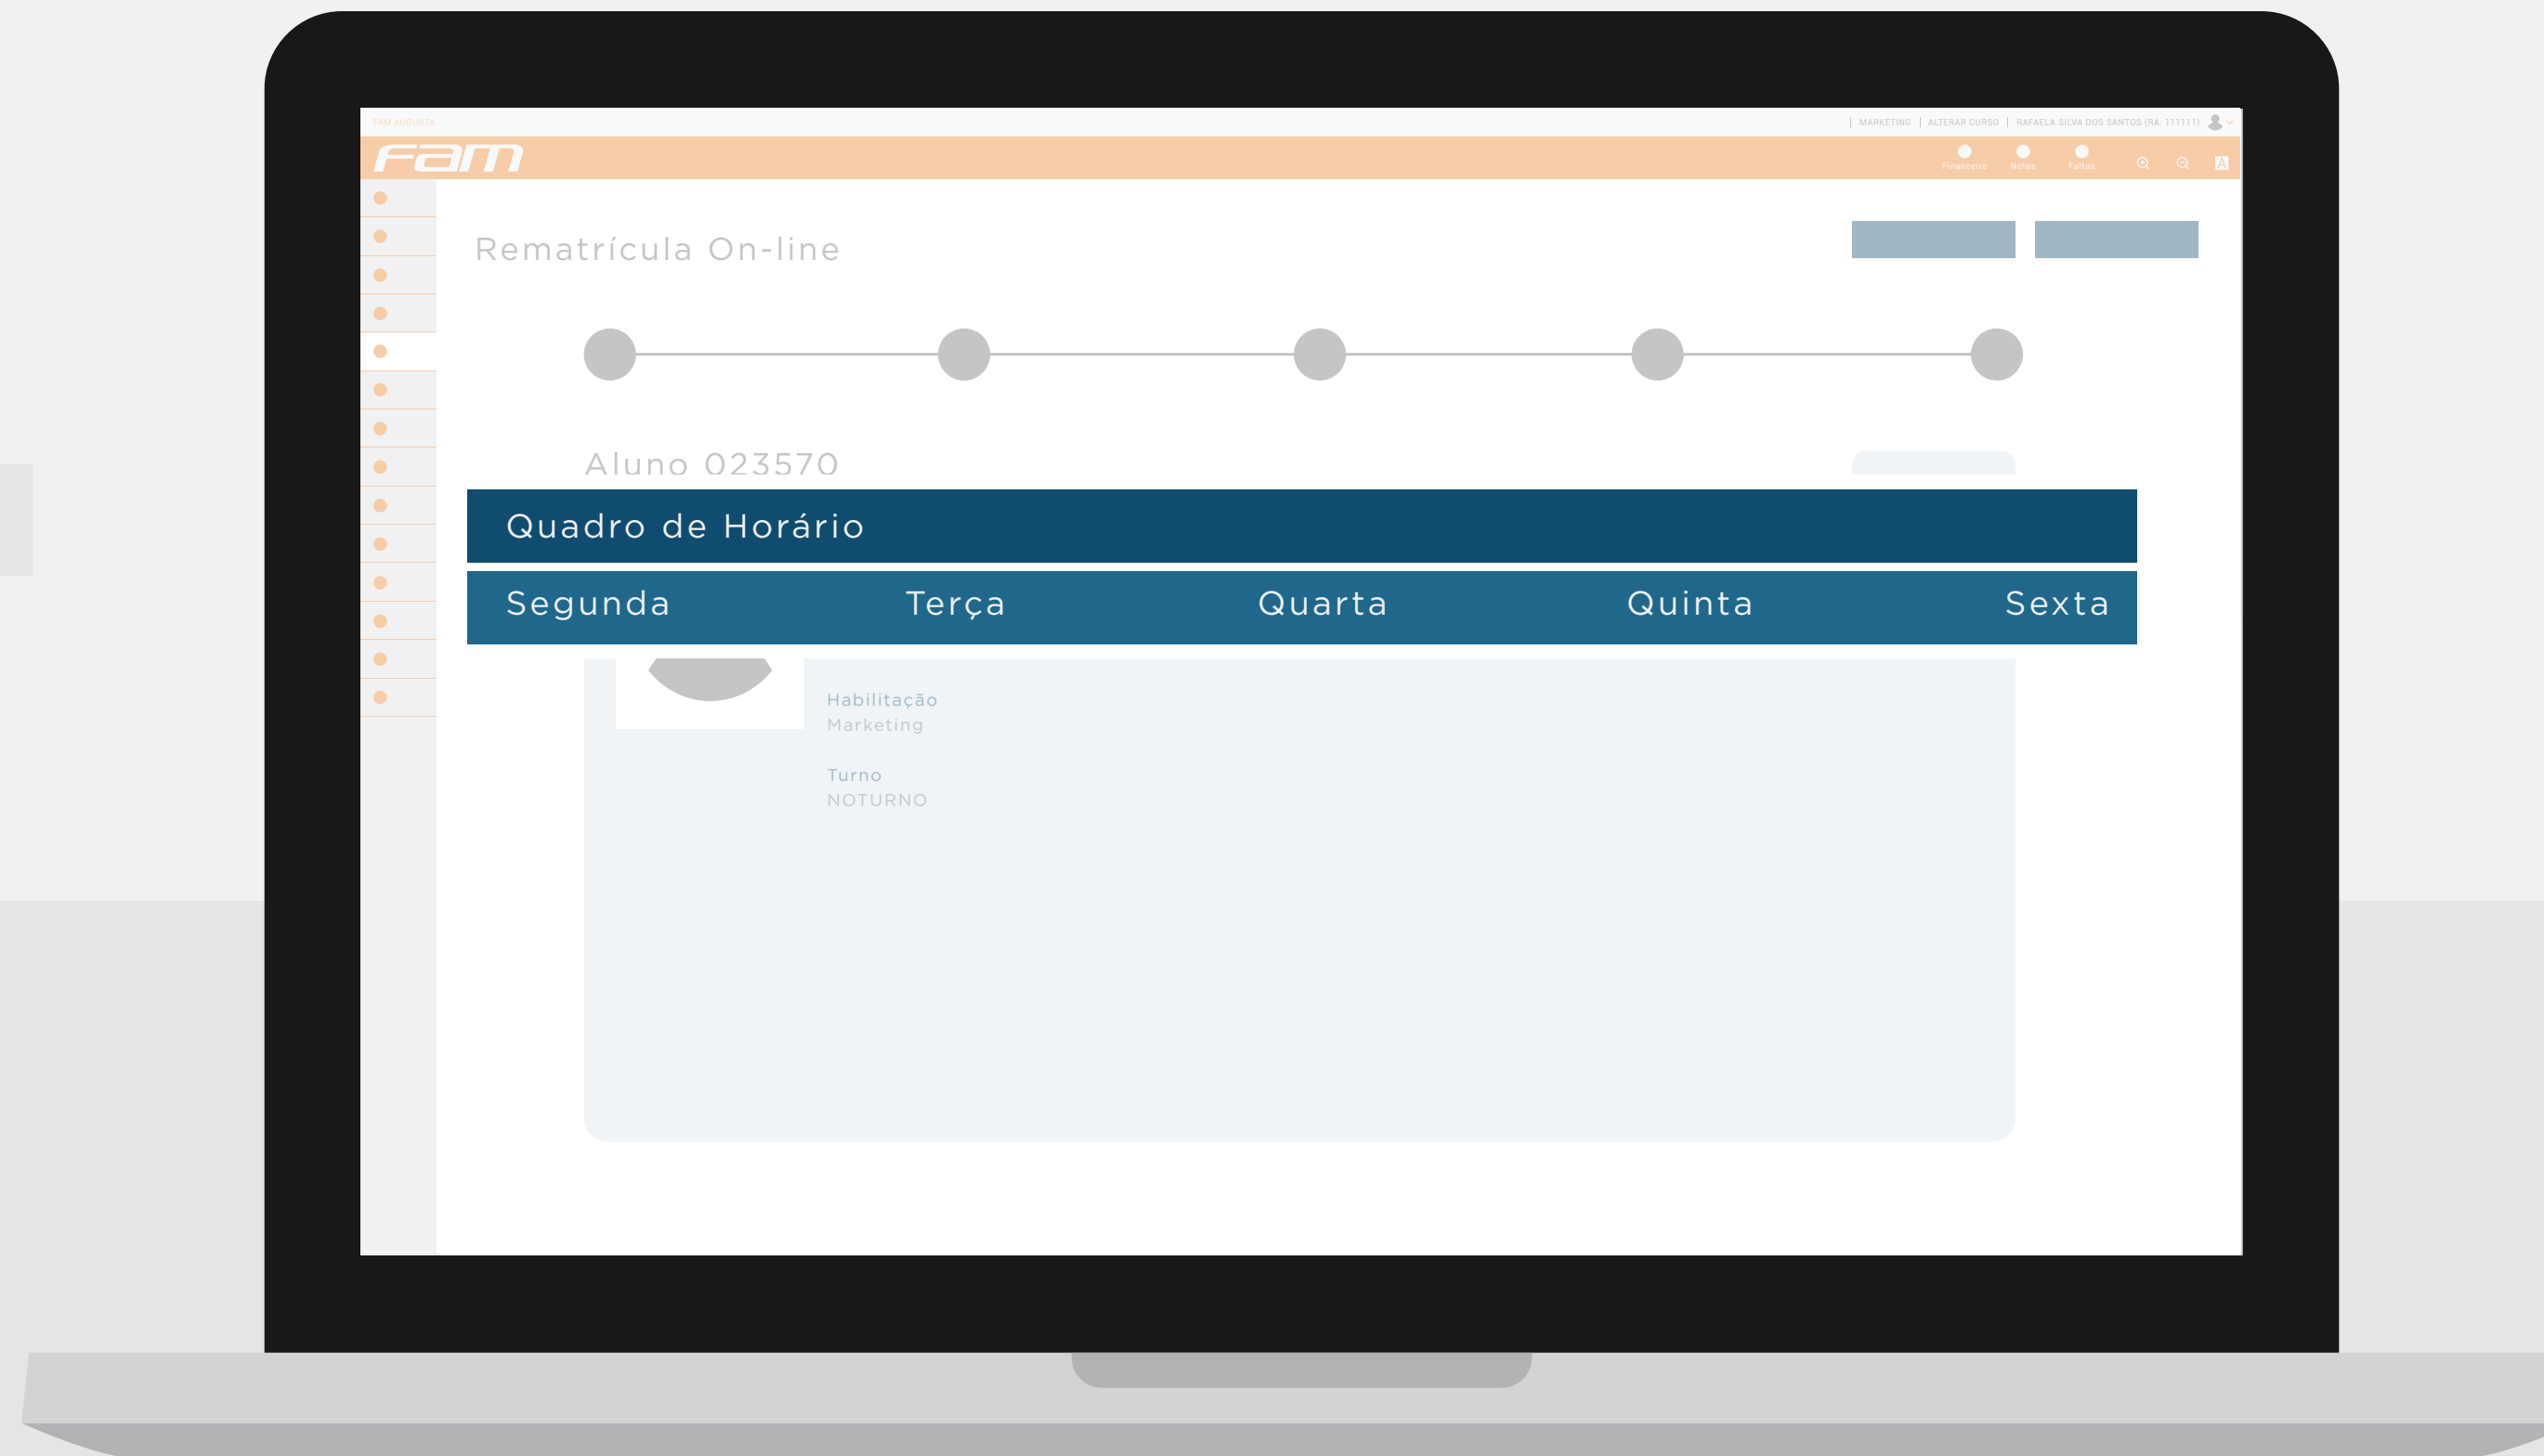 FAM AUGUSTA
MARKETING | ALTERAR CURSO | RAFAELA SILVA DOS SANTOS (RA: 111111)
Fam
Financeiro Notas Faltas A
Rematrícula On-line
Aluno 023570
Quadro de Horário
Segunda Terça Quarta Quinta Sexta
Habilitação
Marketing
Turno
NOTURNO